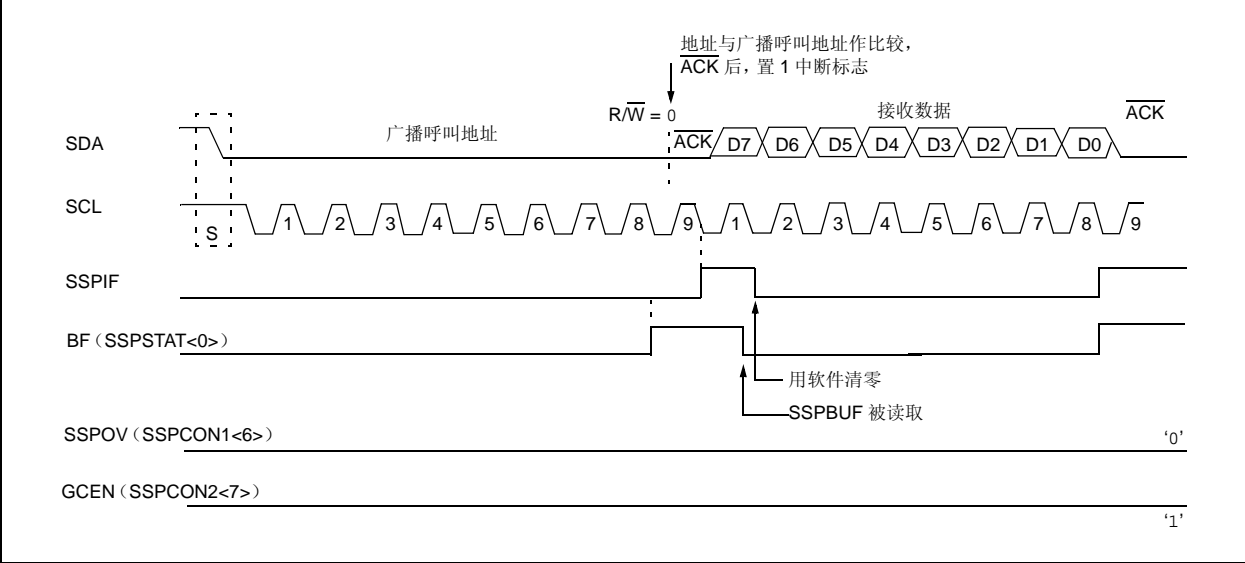 地址与广播呼叫地址作比较，
ACK 后，置 1 中断标志
R/W = 0
接收数据
ACK
SDA
广播呼叫地址
ACK D7 D6 D5 D4 D3 D2 D1 D0
SCL
S
1 2 3 4 5 6 7 8 9 1 2 3 4 5 6 7 8 9
SSPIF
BF（SSPSTAT<0>）
用软件清零
SSPBUF 被读取
SSPOV（SSPCON1<6>）
‘0’
GCEN（SSPCON2<7>）
‘1’